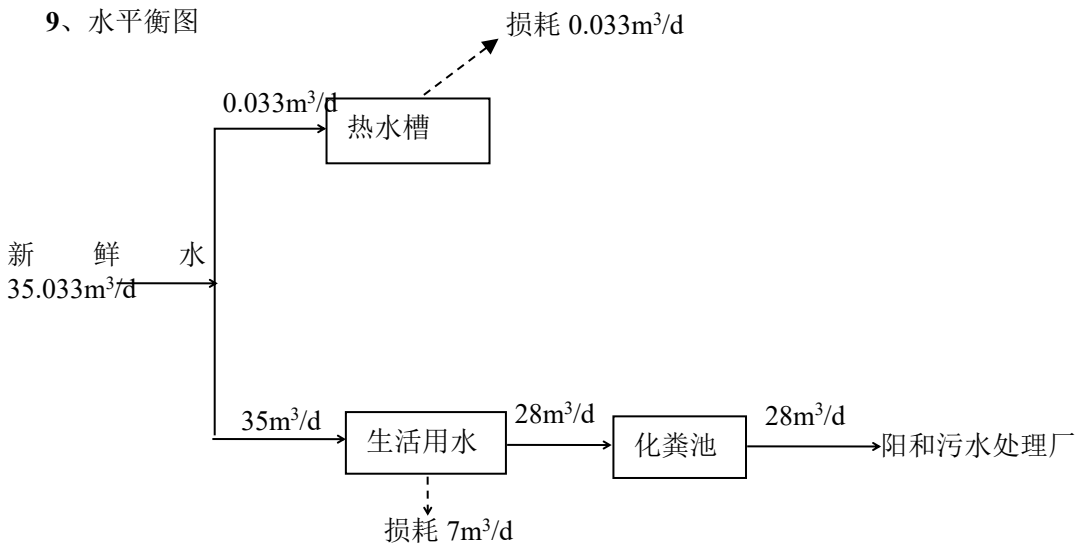 9、水平衡图
损耗 0.033m³/d
0.033m³/d
热水槽
新鲜水
35.033m³/d
35m³/d
生活用水
28m³/d
化粪池
28m³/d
阳和污水处理厂
损耗 7m³/d